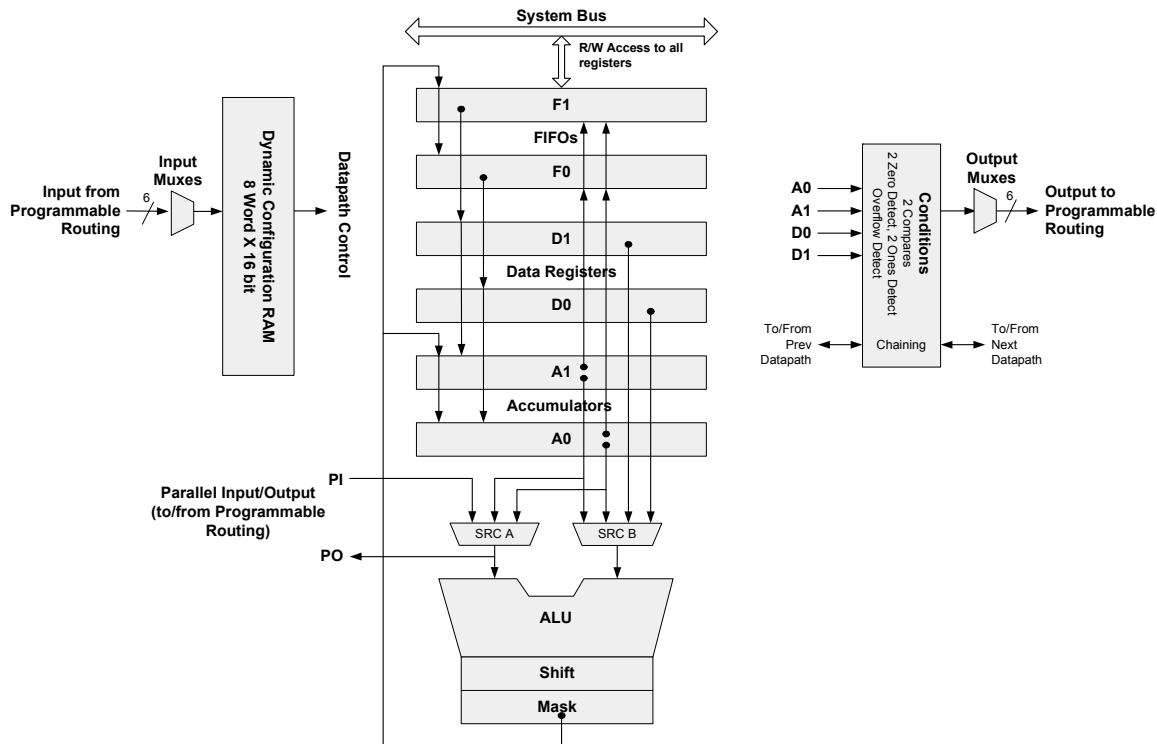 System Bus
R/W Access to all
registers
F1
FIFOs
F0
D1
Data Registers
D0
A1
Accumulators
A0
Input from
Programmable
Routing
6
Input
Muxes
Dynamic Configuration RAM
8 Word X 16 bit
Datapath Control
PI
Parallel Input/Output
(to/from Programmable
Routing)
PO
SRC A
SRC B
ALU
Shift
Mask
A0
A1
D0
D1
Conditions
2 Compares
2 Zero Detect, 2 Ones Detect
Overflow Detect
Chaining
To/From
Prev
Datapath
To/From
Next
Datapath
Output
Muxes
6
Output to
Programmable
Routing